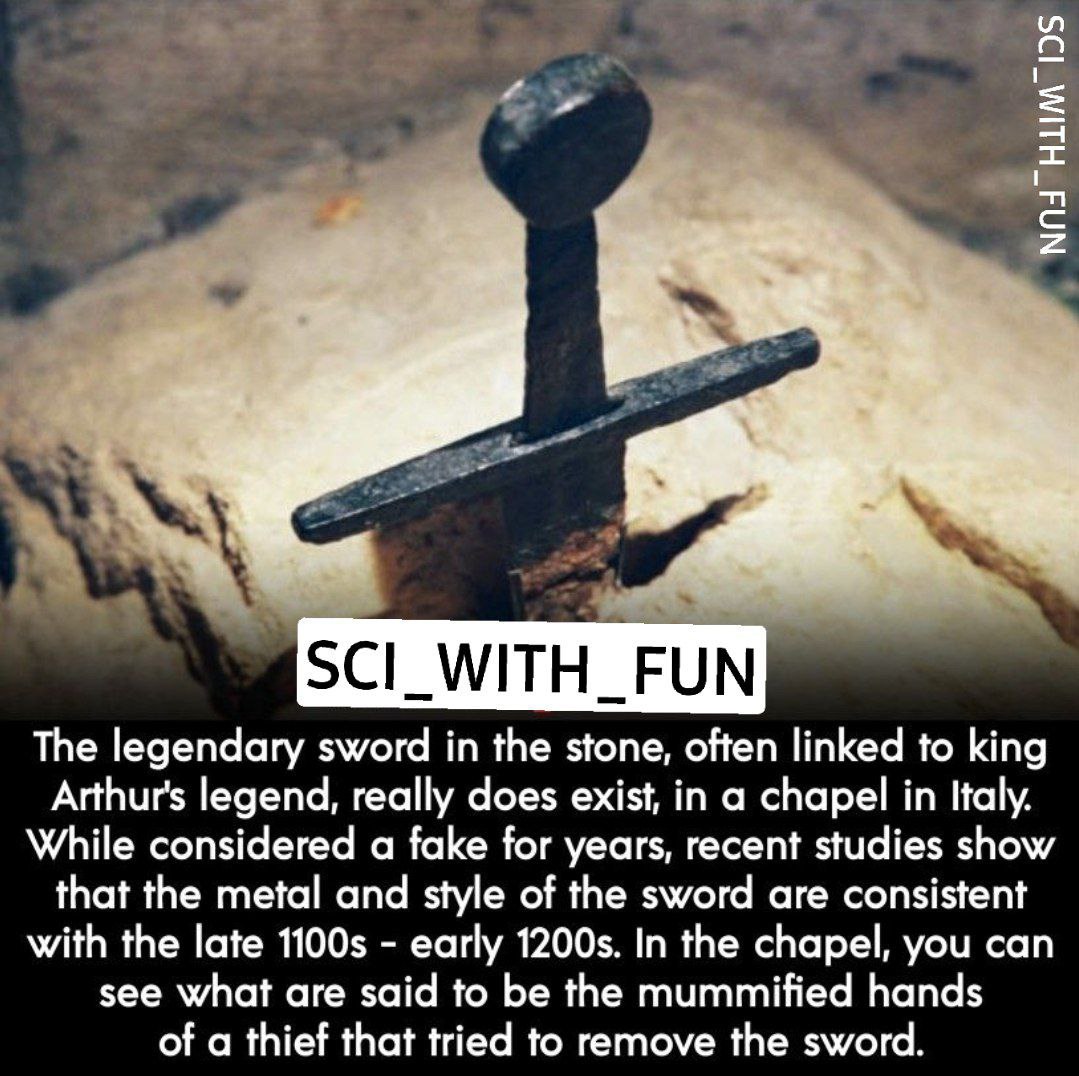 SCI_WITH_FUN
SCI_WITH_FUN
The legendary sword in the stone, often linked to king
Arthur's legend, really does exist, in a chapel in Italy.
While considered a fake for years, recent studies show
that the metal and style of the sword are consistent
with the late 1100s - early 1200s. In the chapel, you can
see what are said to be the mummified hands
of a thief that tried to remove the sword.